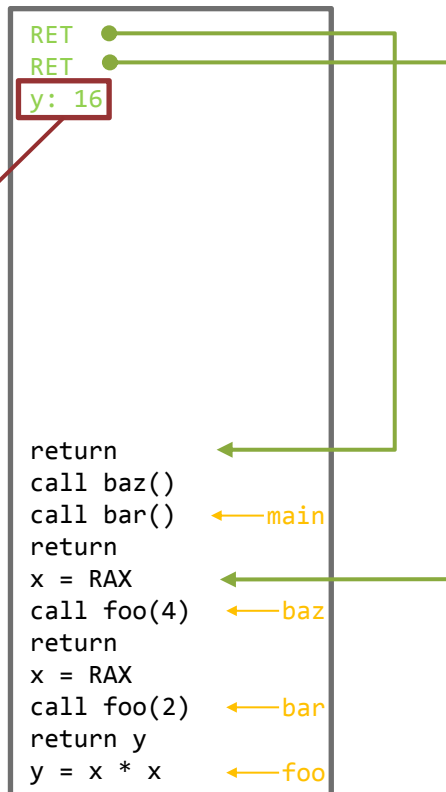 RET
RET
y: 16
return
call baz()
call bar() main
return
x = RAX
call foo(4) baz
return
x = RAX
call foo(2) bar
return y
y = x * x foo